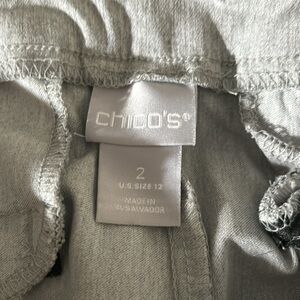 chico's®
2
U.S. SIZE 12
MADE IN
EL SALVADOR